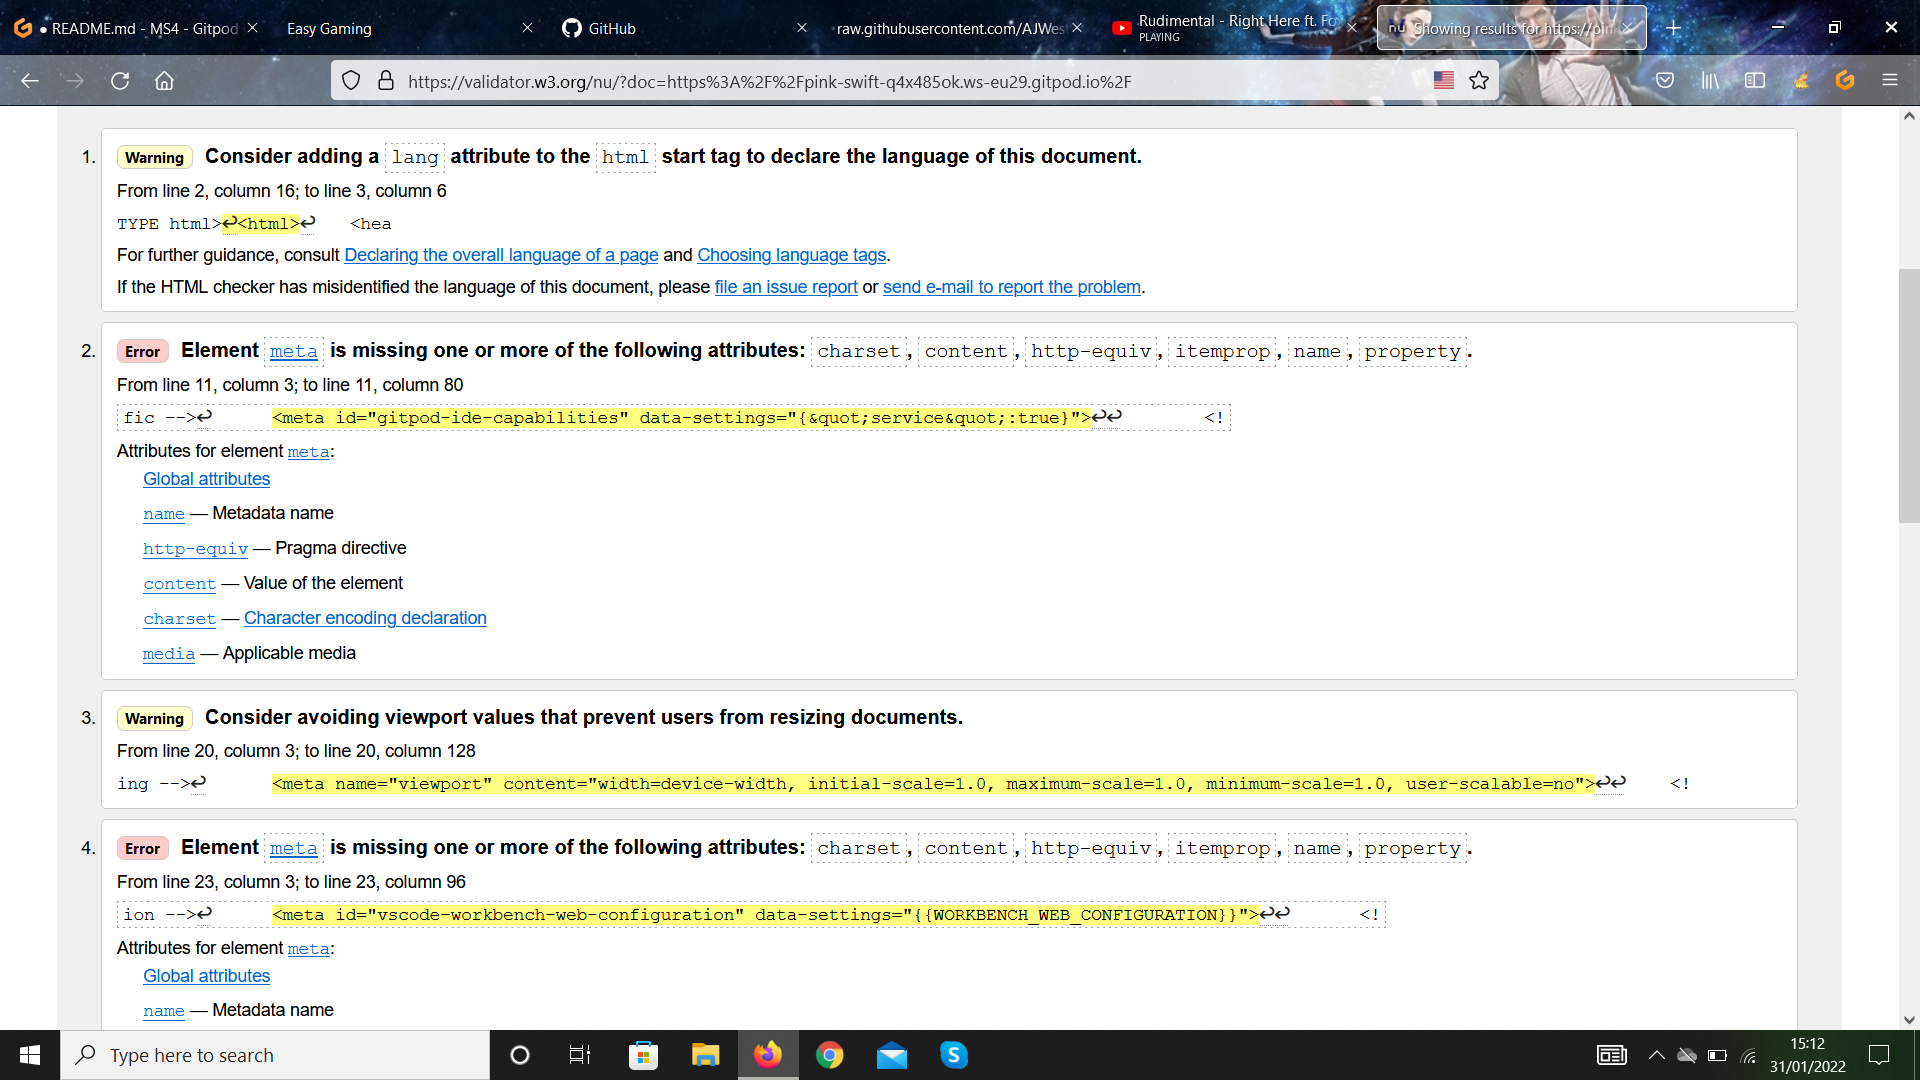 README.md - MS4 - Gitpod
Easy Gaming
GitHub
raw.githubusercontent.com/AJWes
Rudimental - Right Here ft. Fo
PLAYING
nu Showing results for https://pin
https://validator.w3.org/nu/?doc=https%3A%2F%2Fpink-swift-q4x485ok.ws-eu29.gitpod.io%2F
1. Warning Consider adding a lang attribute to the html start tag to declare the language of this document.
From line 2, column 16; to line 3, column 6
TYPE html>↩<html>↩ <hea
For further guidance, consult Declaring the overall language of a page and Choosing language tags.
If the HTML checker has misidentified the language of this document, please file an issue report or send e-mail to report the problem.
2. Error Element meta is missing one or more of the following attributes: charset, content, http-equiv, itemprop, name, property.
From line 11, column 3; to line 11, column 80
fic -->↩ <meta id="gitpod-ide-capabilities" data-settings="{&quot;service&quot;:true}">↩↩ <!
Attributes for element meta:
Global attributes
name — Metadata name
http-equiv — Pragma directive
content — Value of the element
charset — Character encoding declaration
media — Applicable media
3. Warning Consider avoiding viewport values that prevent users from resizing documents.
From line 20, column 3; to line 20, column 128
ing -->↩ <meta name="viewport" content="width=device-width, initial-scale=1.0, maximum-scale=1.0, minimum-scale=1.0, user-scalable=no">↩↩ <!
4. Error Element meta is missing one or more of the following attributes: charset, content, http-equiv, itemprop, name, property.
From line 23, column 3; to line 23, column 96
ion -->↩ <meta id="vscode-workbench-web-configuration" data-settings="{{WORKBENCH_WEB_CONFIGURATION}}">↩↩ <!
Attributes for element meta:
Global attributes
name — Metadata name
Type here to search
15:12
31/01/2022